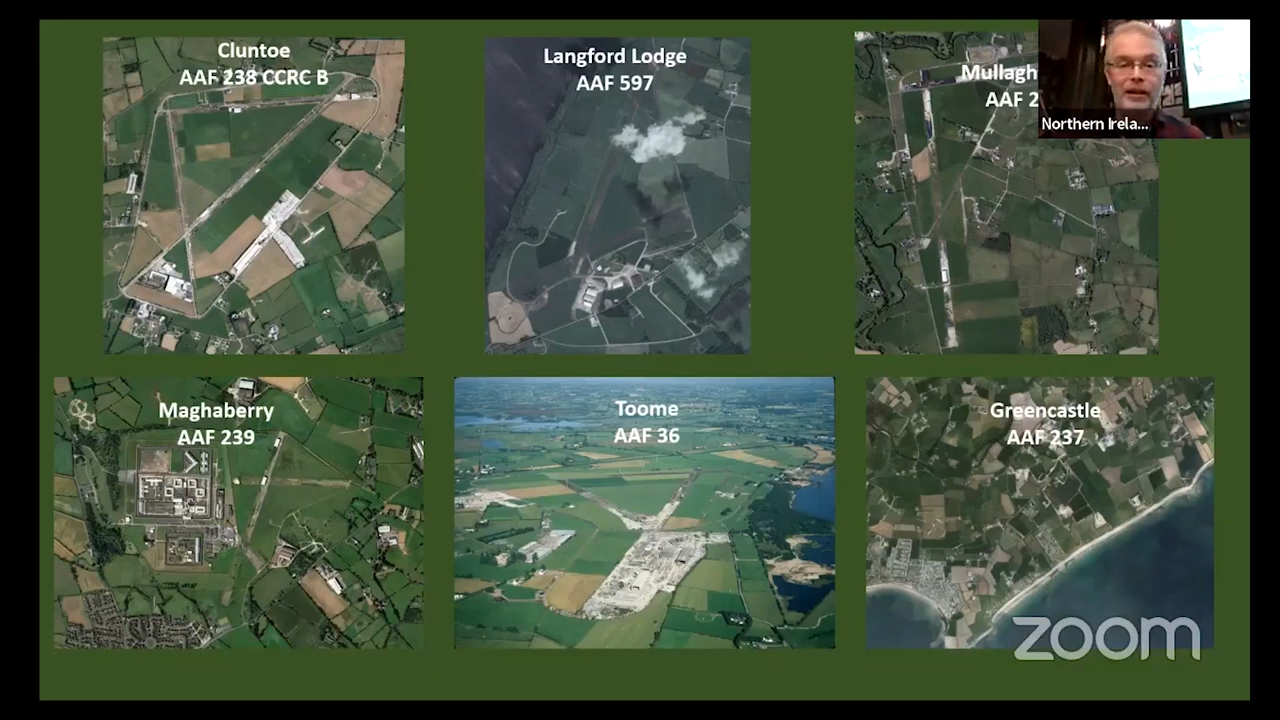 Cluntoe
AAF 238 CCRC B
Langford Lodge
AAF 597
Mullagh
AAF 2
Northern Irela...
Maghaberry
AAF 239
Toome
AAF 36
Greencastle
AAF 237
zoom